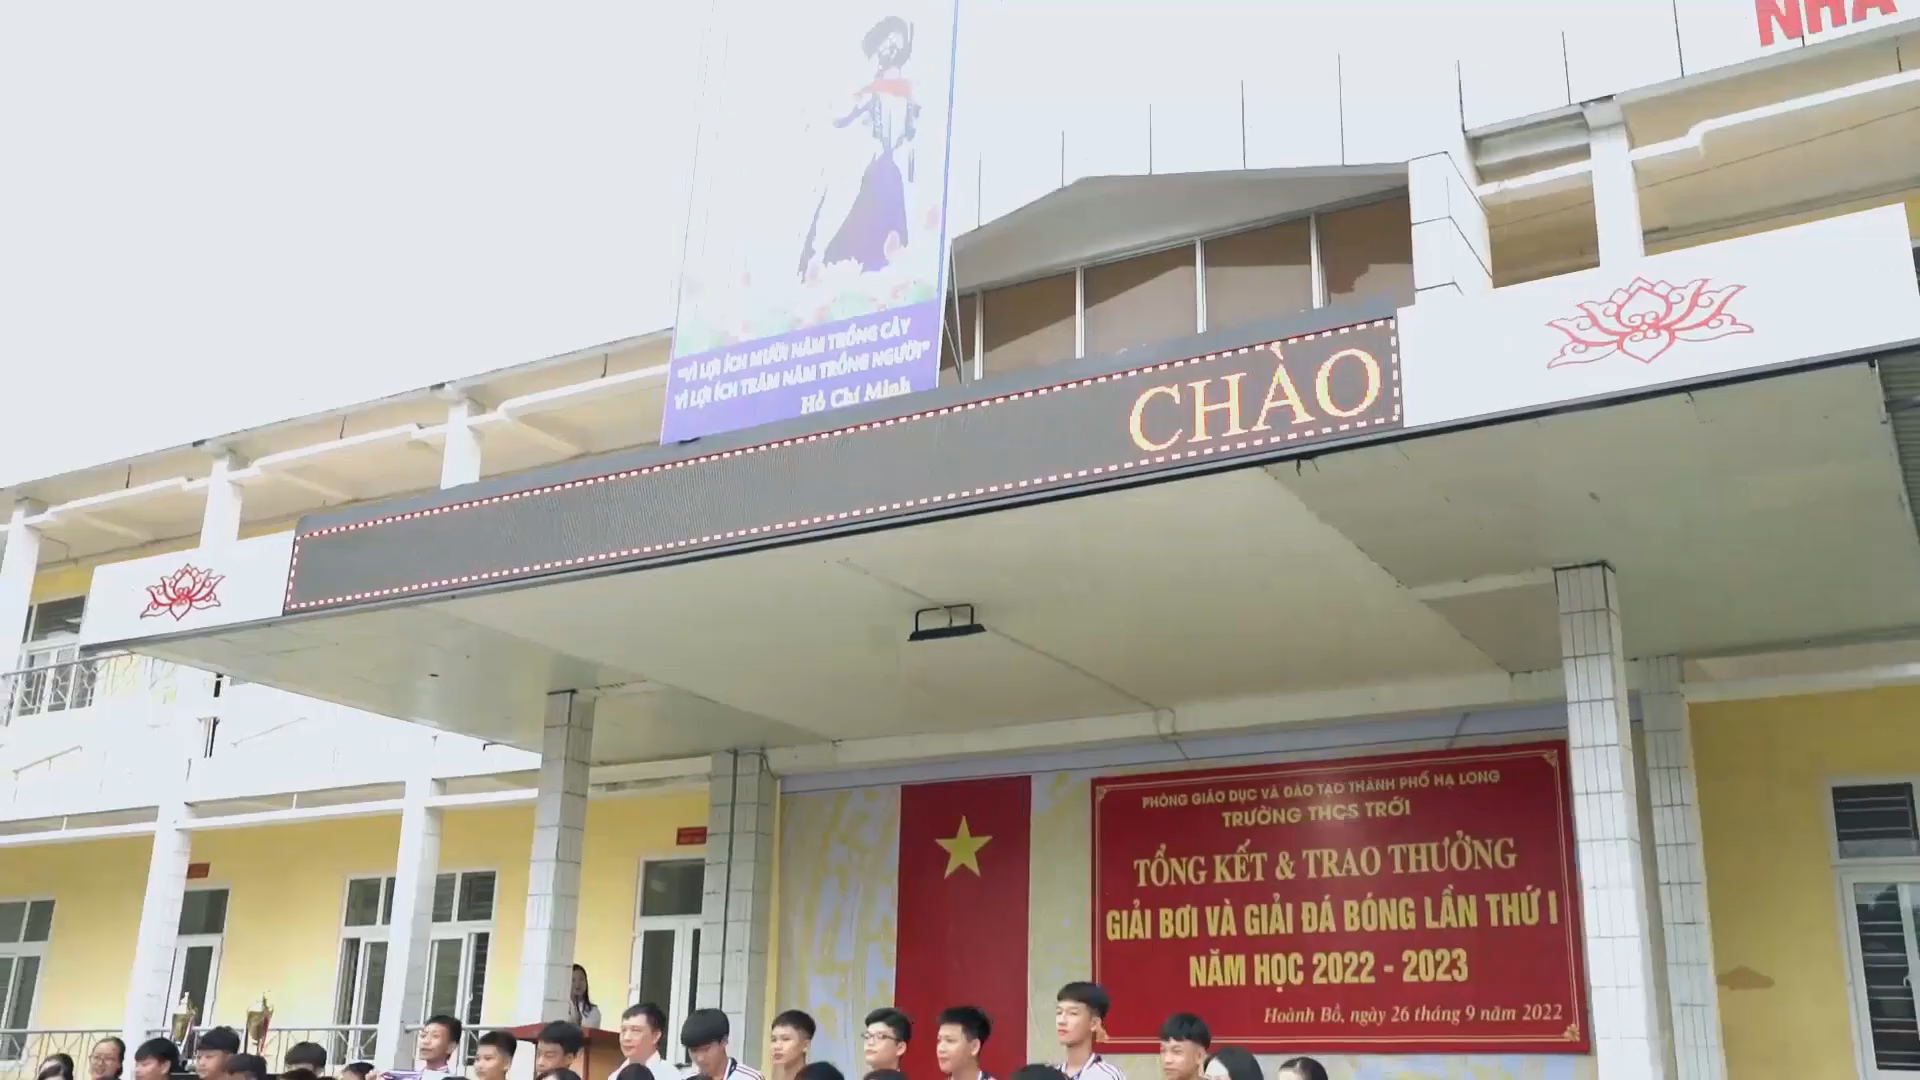 NHÀ
"VÌ LỢI ÍCH MƯỜI NĂM TRỒNG CÂY
VÌ LỢI ÍCH TRĂM NĂM TRỒNG NGƯỜI"
Hồ Chí Minh
CHÀO
PHÒNG GIÁO DỤC VÀ ĐÀO TẠO THÀNH PHỐ HẠ LONG
TRƯỜNG THCS TRỚI
TỔNG KẾT & TRAO THƯỞNG
GIẢI BƠI VÀ GIẢI ĐÁ BÓNG LẦN THỨ I
NĂM HỌC 2022 - 2023
Hoành Bồ, ngày 26 tháng 9 năm 2022